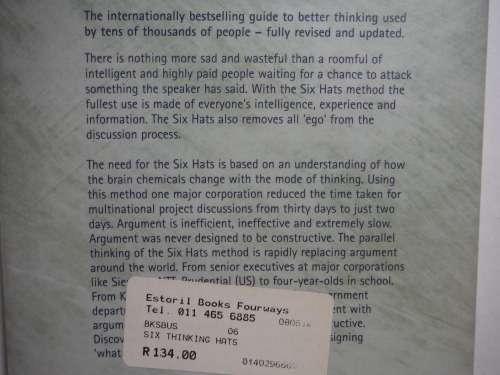 The internationally bestselling guide to better thinking used
by tens of thousands of people – fully revised and updated.
There is nothing more sad and wasteful than a roomful of
intelligent and highly paid people waiting for a chance to attack
something the speaker has said. With the Six Hats method the
fullest use is made of everyone's intelligence, experience and
information. The Six Hats also removes all 'ego' from the
discussion process.
The need for the Six Hats is based on an understanding of how
the brain chemicals change with the mode of thinking. Using
this method one major corporation reduced the time taken for
multinational project discussions from thirty days to just two
days. Argument is inefficient, ineffective and extremely slow.
Argument was never designed to be constructive. The parallel
thinking of the Six Hats method is rapidly replacing argument
around the world. From senior executives at major corporations
like Prudential (US) to four-year-olds in school.
From
ent with
Disco signing
'what
Estoril Books Fourways
Tel. 011 465 6885
BKSBUS 06
SIX THINKING HATS
R134.00